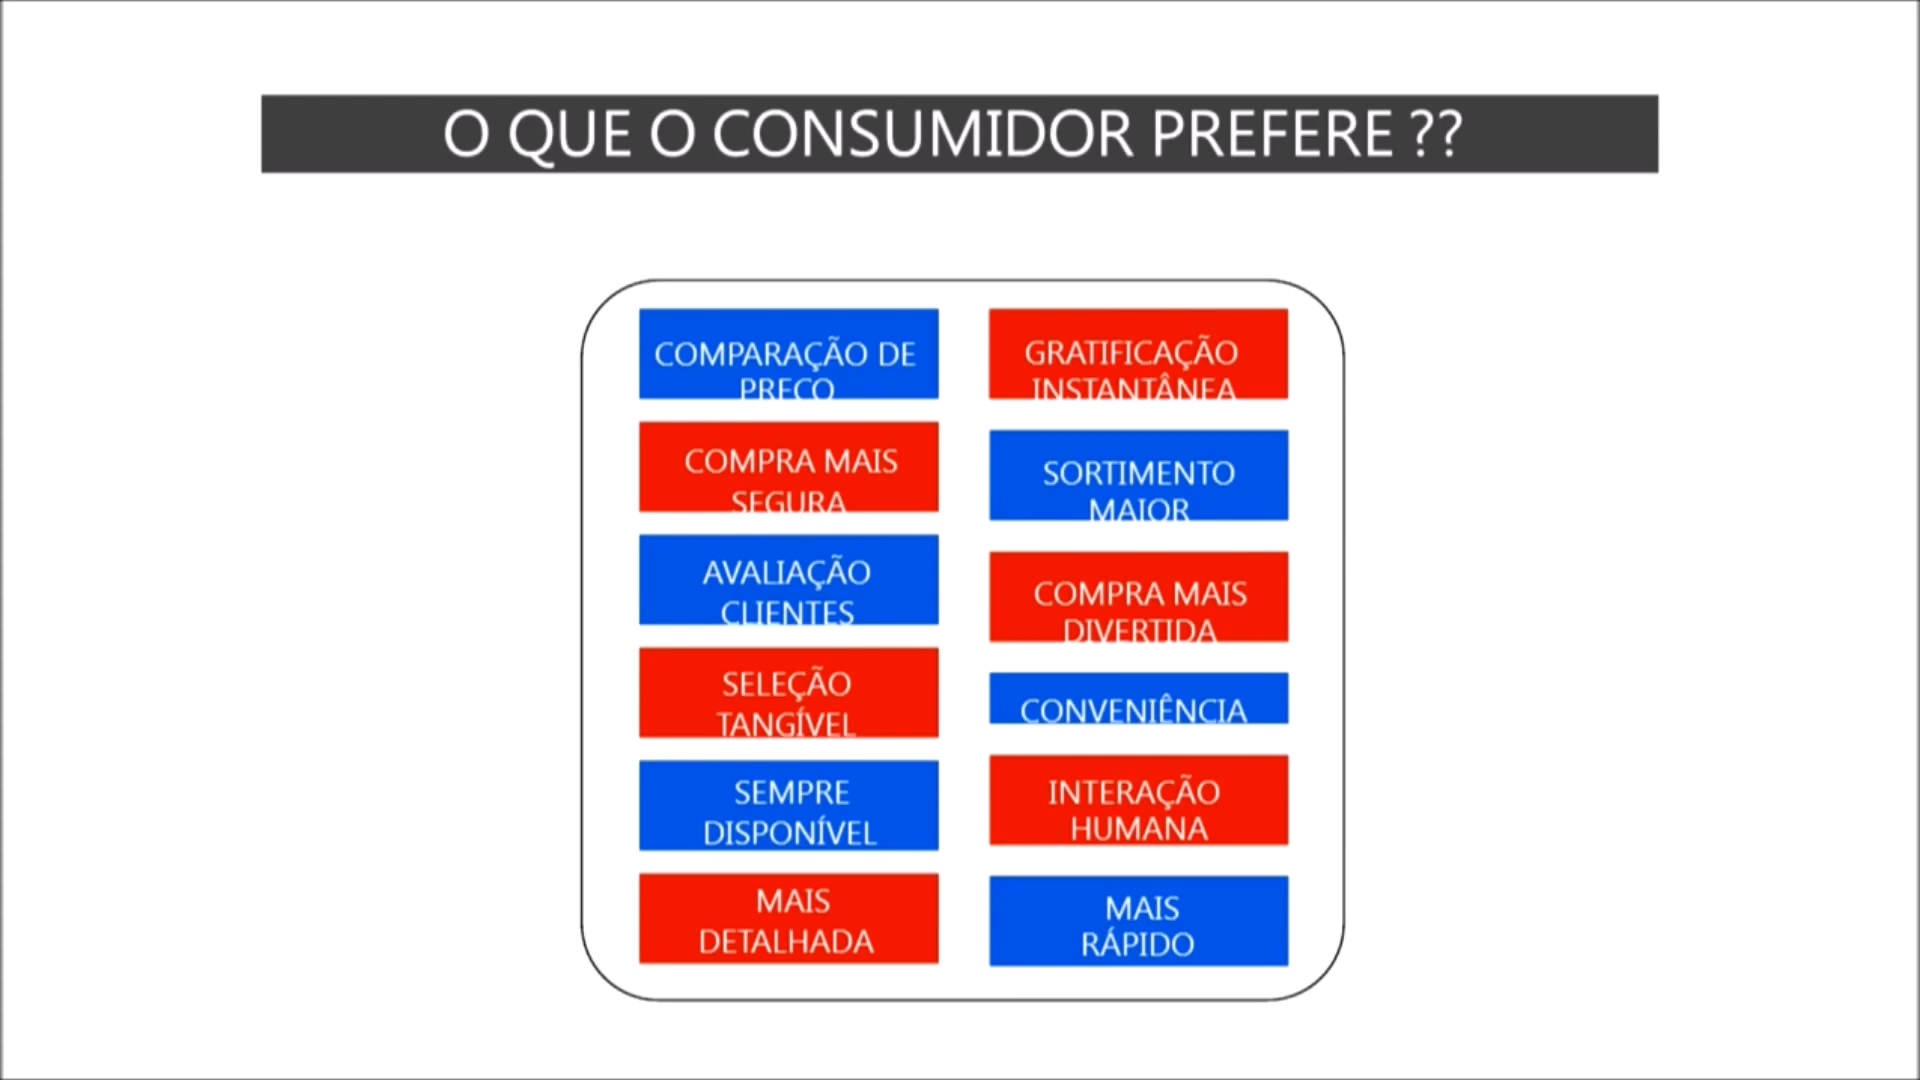 O QUE O CONSUMIDOR PREFERE ??
COMPARAÇÃO DE
PREÇO
COMPRA MAIS
SEGURA
AVALIAÇÃO
CLIENTES
SELEÇÃO
TANGÍVEL
SEMPRE
DISPONÍVEL
MAIS
DETALHADA
GRATIFICAÇÃO
INSTANTÂNEA
SORTIMENTO
MAIOR
COMPRA MAIS
DIVERTIDA
CONVENIÊNCIA
INTERAÇÃO
HUMANA
MAIS
RÁPIDO